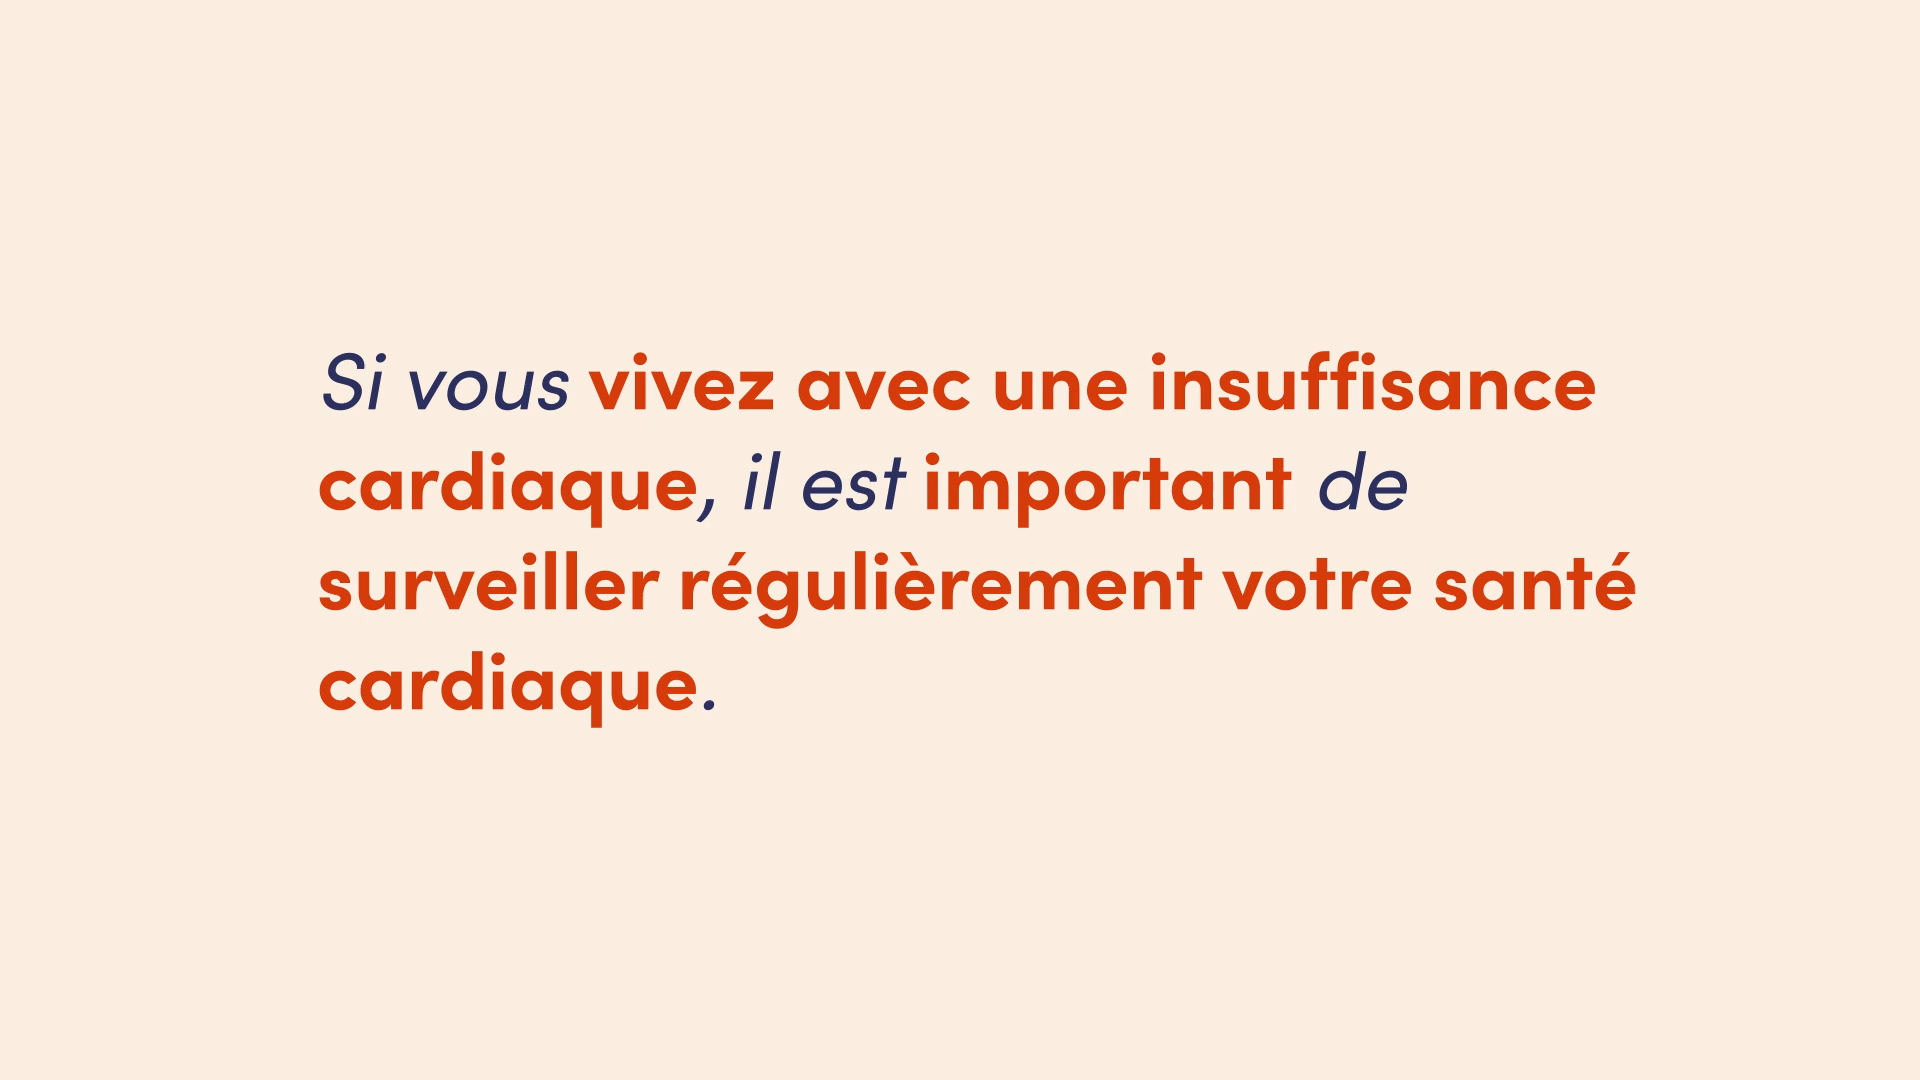 Si vous vivez avec une insuffisance
cardiaque, il est important de
surveiller régulièrement votre santé
cardiaque.